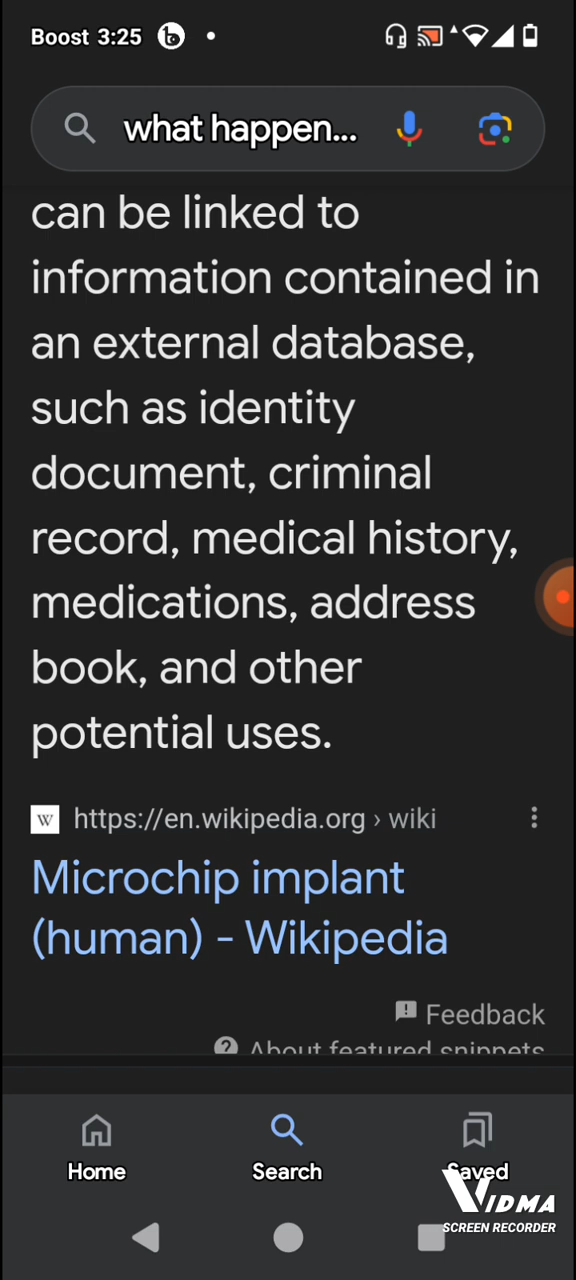 Boost 3:25
what happen...
can be linked to
information contained in
an external database,
such as identity
document, criminal
record, medical history,
medications, address
book, and other
potential uses.
W https://en.wikipedia.org › wiki
Microchip implant
(human) - Wikipedia
Feedback
About featured snippets
Home Search Saved
VIDMA
SCREEN RECORDER